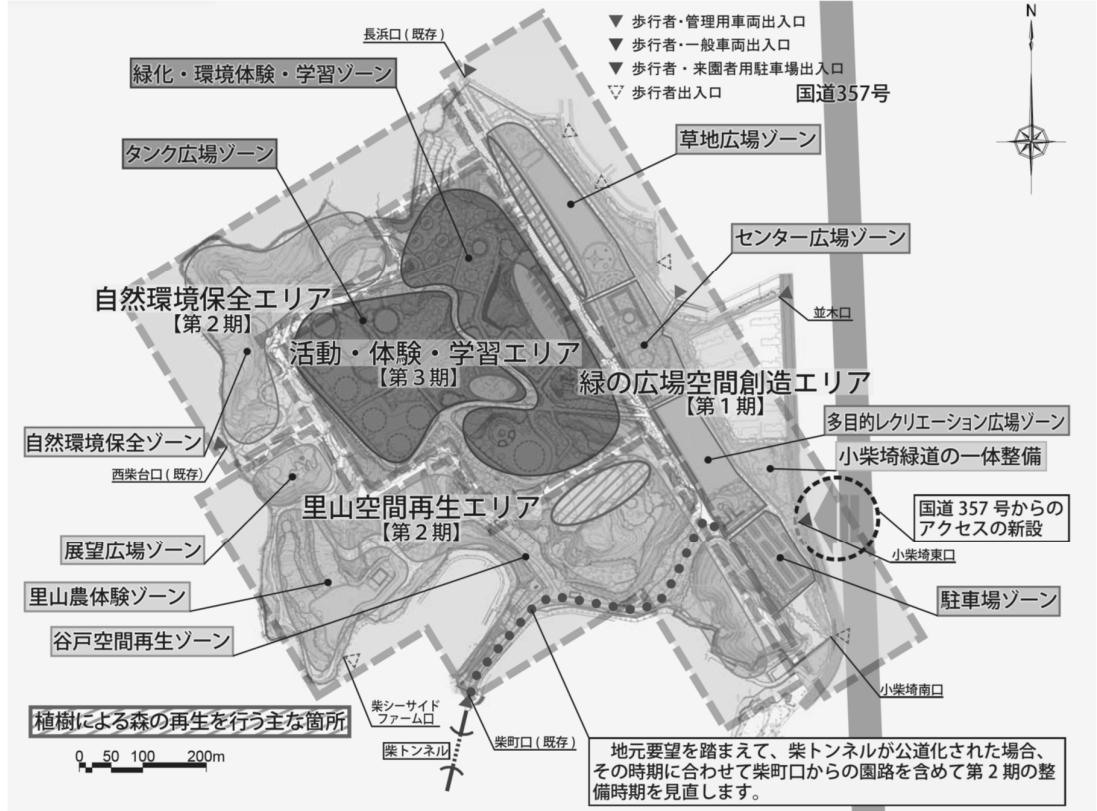 ▼ 歩行者・管理用車両出入口
▼ 歩行者・一般車両出入口
▼ 歩行者・来園者用駐車場出入口
歩行者出入口
国道357号
N
長浜口(既存)
緑化・環境体験・学習ゾーン
タンク広場ゾーン
草地広場ゾーン
センター広場ゾーン
並木口
自然環境保全エリア
【第2期】
活動・体験・学習エリア
【第3期】
緑の広場空間創造エリア
【第1期】
多目的レクリエーション広場ゾーン
小柴埼緑道の一体整備
自然環境保全ゾーン
西柴台口(既存)
里山空間再生エリア
【第2期】
国道357号からの
アクセスの新設
小柴埼東口
展望広場ゾーン
里山農体験ゾーン
谷戸空間再生ゾーン
駐車場ゾーン
小柴埼南口
柴シーサイド
ファーム口
植樹による森の再生を行う主な箇所
柴町口(既存)
柴トンネル
0 50 100 200m
地元要望を踏まえて、柴トンネルが公道化された場合、
その時期に合わせて柴町口からの園路を含めて第2期の整
備時期を見直します。